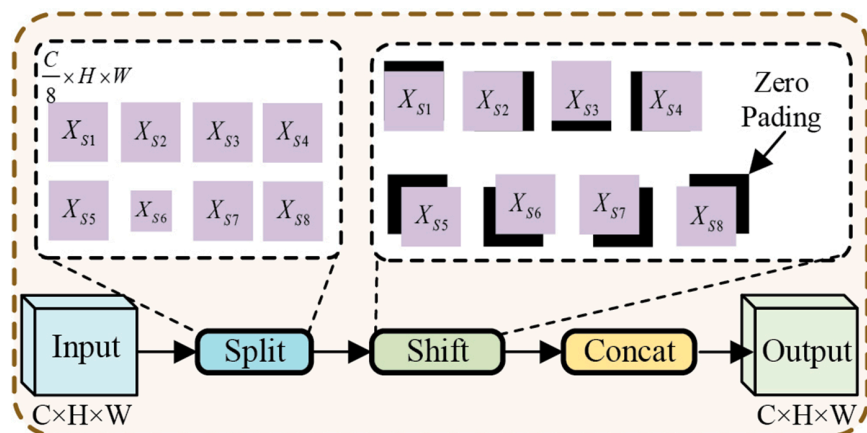 C/8×H×W
X_S1 X_S2 X_S3 X_S4
X_S5 X_S6 X_S7 X_S8
X_S1 X_S2 X_S3 X_S4
Zero
Pading
X_S5 X_S6 X_S7 X_S8
Input Split Shift Concat Output
C×H×W C×H×W